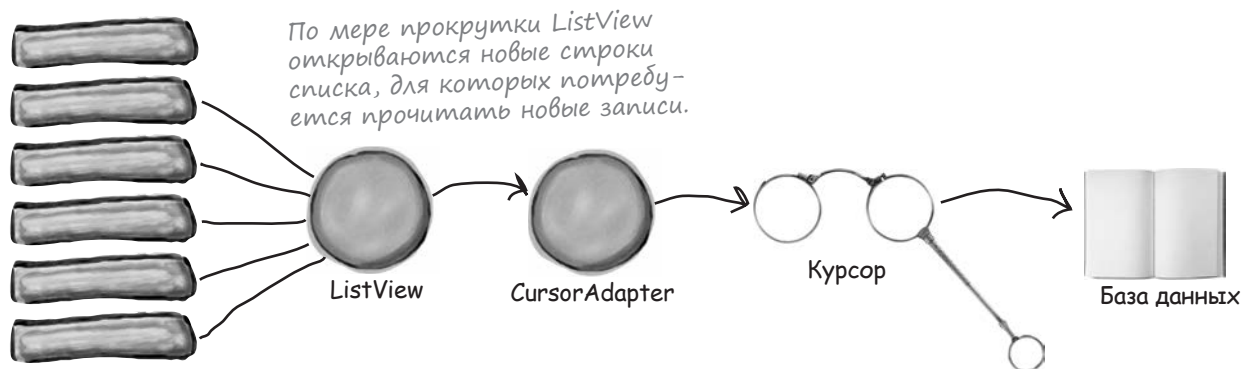 По мере прокрутки ListView
открываются новые строки
списка, для которых потребу-
ется прочитать новые записи.
ListView
CursorAdapter
Курсор
База данных